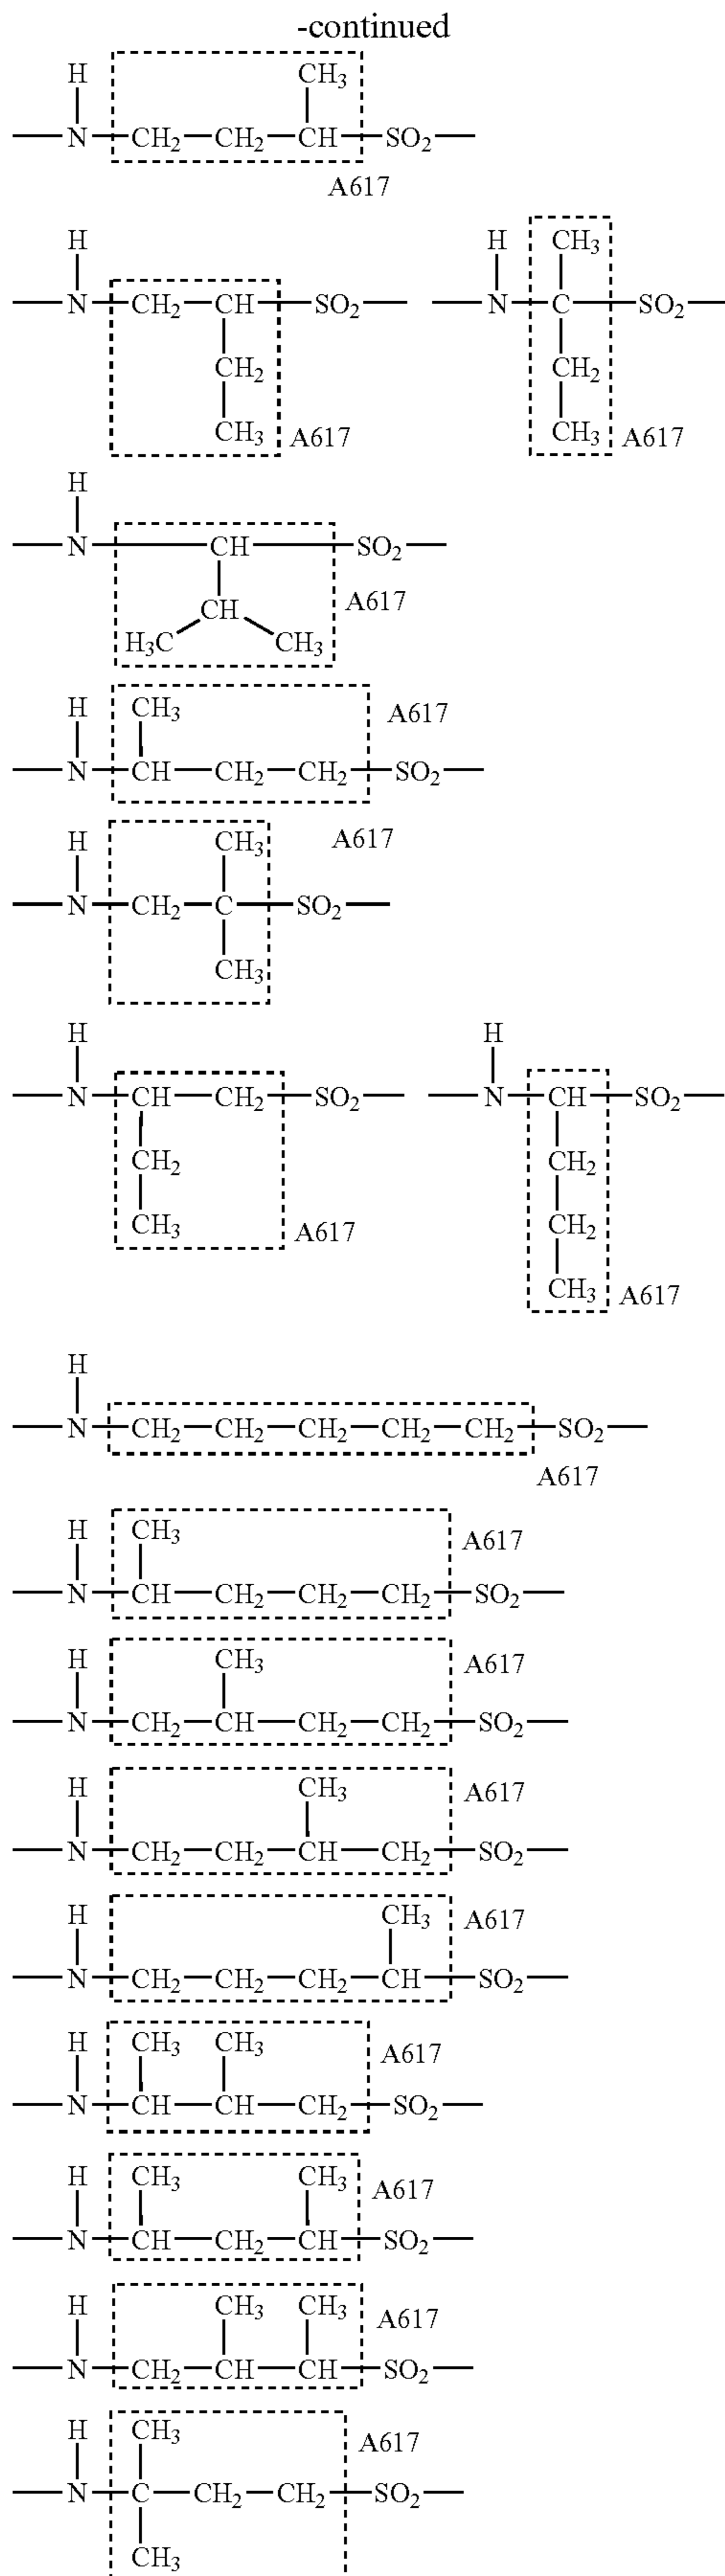 -continued
H CH₃
N CH₂ CH₂ CH SO₂
A617
H H CH₃
N CH₂ CH SO₂ N C SO₂
CH₂ CH₂
CH₃ A617 CH₃ A617
H
N CH SO₂
CH A617
H₃C CH₃
H CH₃ A617
N CH CH₂ CH₂ SO₂
H CH₃ A617
N CH₂ C SO₂
CH₃
H H
N CH CH₂ SO₂ N CH SO₂
CH₂ CH₂
CH₃ A617 CH₂
CH₃ A617
H
N CH₂ CH₂ CH₂ CH₂ CH₂ SO₂
A617
H CH₃ A617
N CH CH₂ CH₂ CH₂ SO₂
H CH₃ A617
N CH₂ CH CH₂ CH₂ SO₂
H CH₃ A617
N CH₂ CH₂ CH CH₂ SO₂
H CH₃ A617
N CH₂ CH₂ CH₂ CH SO₂
H CH₃ CH₃ A617
N CH CH CH₂ SO₂
H CH₃ CH₃ A617
N CH CH₂ CH SO₂
H CH₃ CH₃ A617
N CH₂ CH CH SO₂
H CH₃ A617
N C CH₂ CH₂ SO₂
CH₃